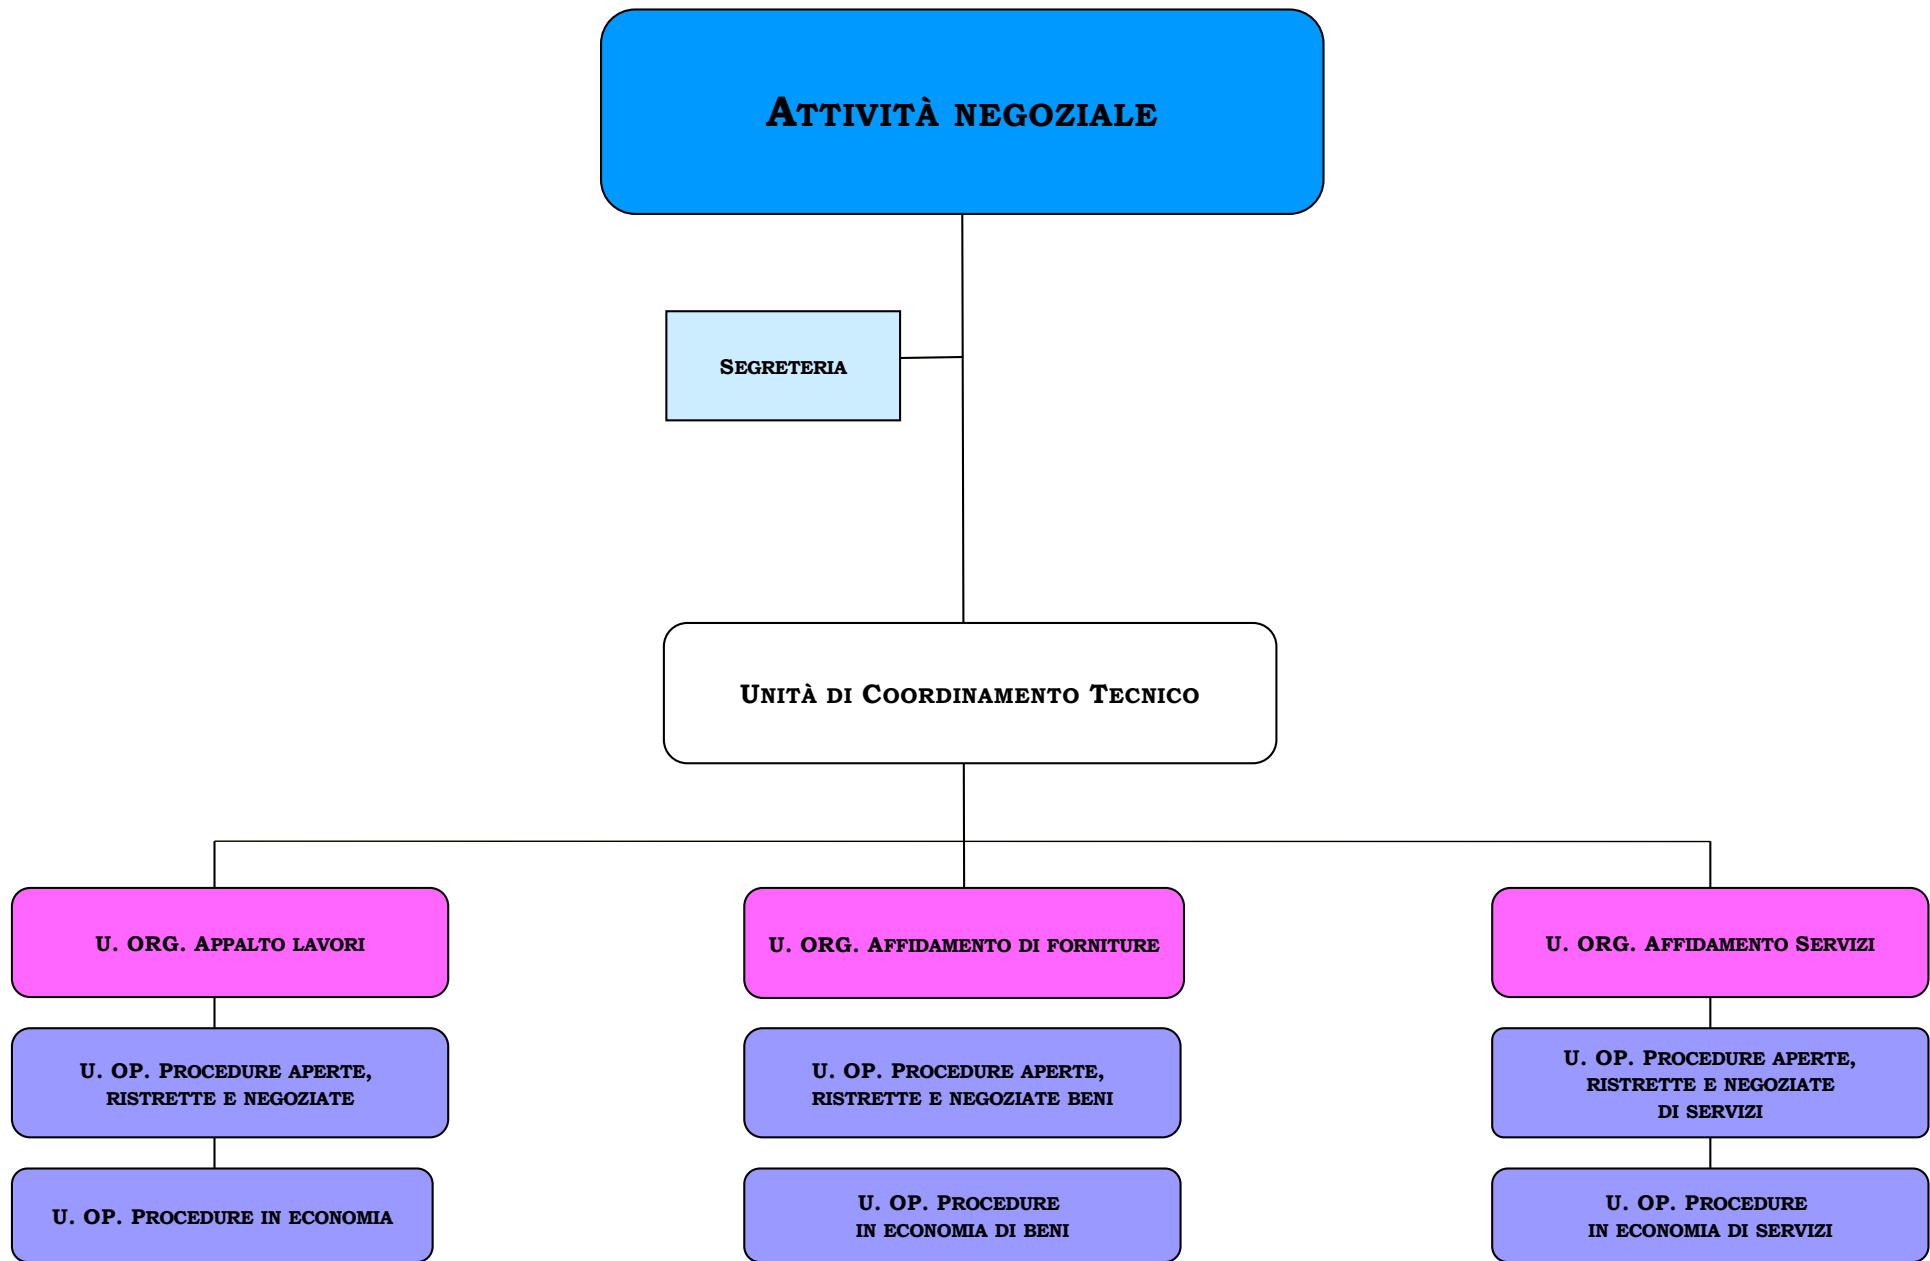 ATTIVITÀ NEGOZIALE
SEGRETERIA
UNITÀ DI COORDINAMENTO TECNICO
U. ORG. APPALTO LAVORI
U. ORG. AFFIDAMENTO DI FORNITURE
U. ORG. AFFIDAMENTO SERVIZI
U. OP. PROCEDURE APERTE,
RISTRETTE E NEGOZIATE
U. OP. PROCEDURE APERTE,
RISTRETTE E NEGOZIATE BENI
U. OP. PROCEDURE APERTE,
RISTRETTE E NEGOZIATE
DI SERVIZI
U. OP. PROCEDURE IN ECONOMIA
U. OP. PROCEDURE
IN ECONOMIA DI BENI
U. OP. PROCEDURE
IN ECONOMIA DI SERVIZI